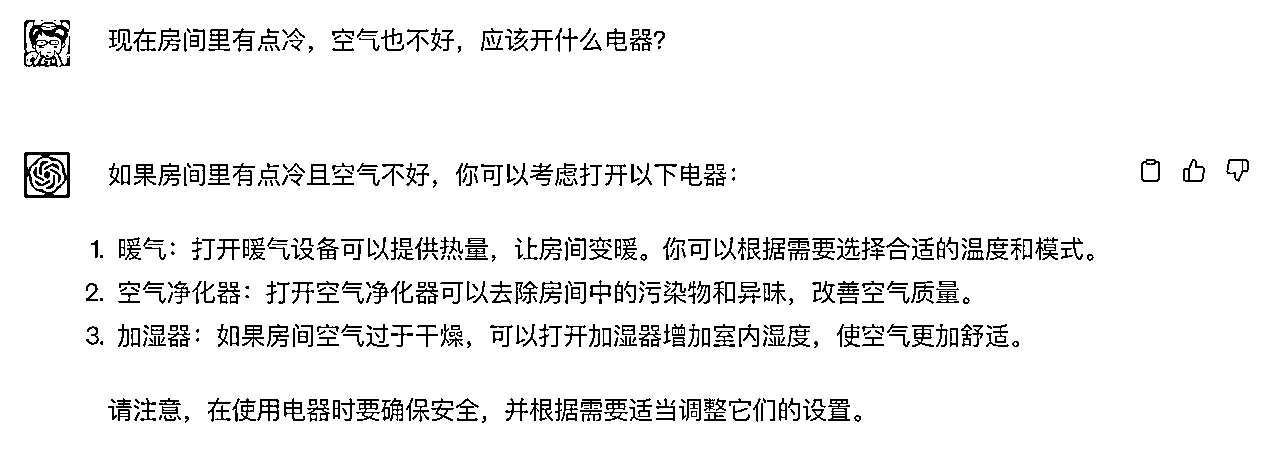 现在房间里有点冷，空气也不好，应该开什么电器？
如果房间里有点冷且空气不好，你可以考虑打开以下电器：
1. 暖气：打开暖气设备可以提供热量，让房间变暖。你可以根据需要选择合适的温度和模式。
2. 空气净化器：打开空气净化器可以去除房间中的污染物和异味，改善空气质量。
3. 加湿器：如果房间空气过于干燥，可以打开加湿器增加室内湿度，使空气更加舒适。
请注意，在使用电器时要确保安全，并根据需要适当调整它们的设置。